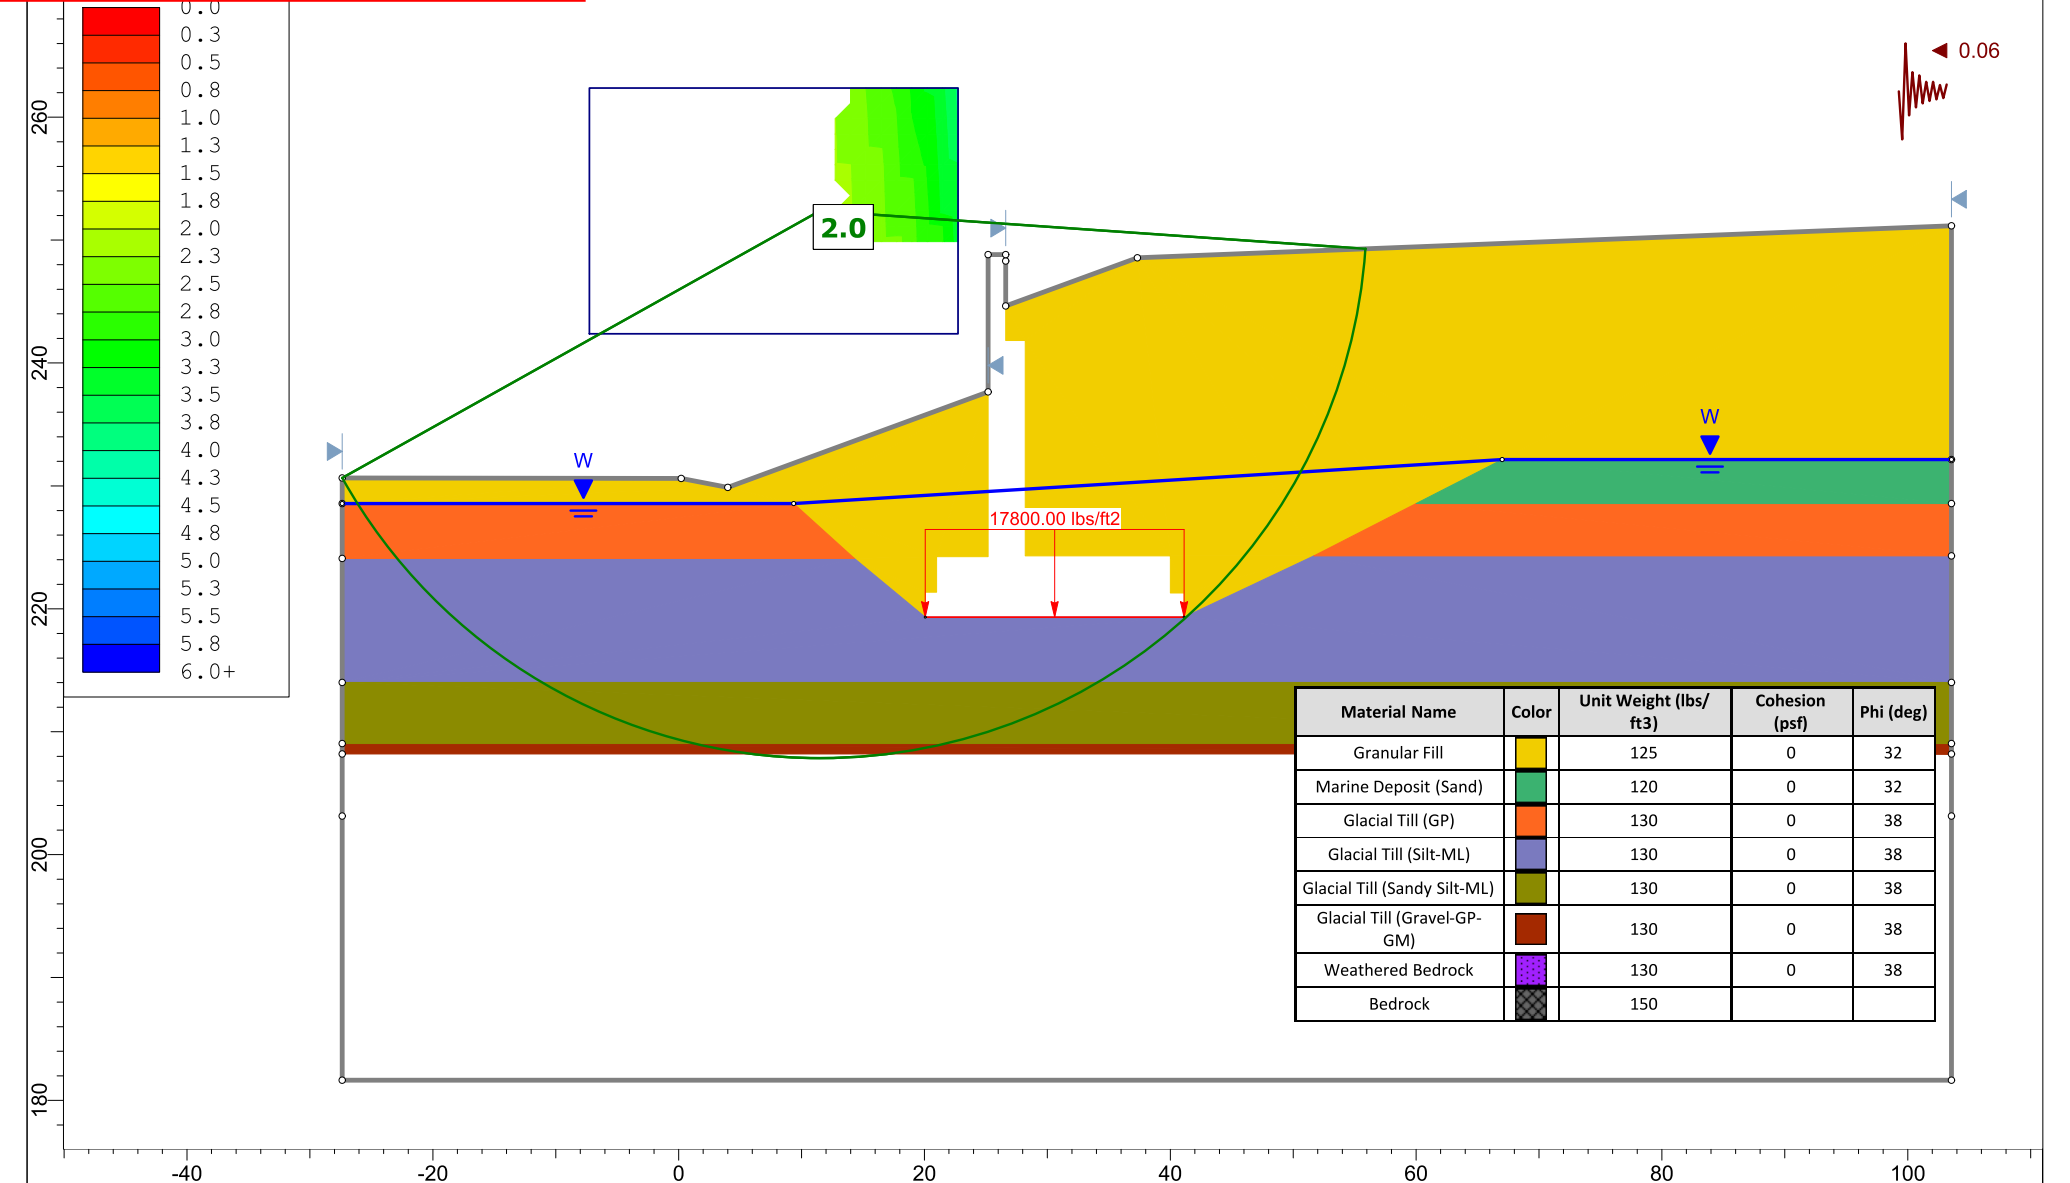 0.0
0.3
0.5
0.8
1.0
1.3
1.5
1.8
2.0
2.3
2.5
2.8
3.0
3.3
3.5
3.8
4.0
4.3
4.5
4.8
5.0
5.3
5.5
5.8
6.0+
260
240
220
200
180
0.06
2.0
W
W
17800.00 lbs/ft2
Material Name Color Unit Weight (lbs/ft3) Cohesion (psf) Phi (deg)
Granular Fill 125 0 32
Marine Deposit (Sand) 120 0 32
Glacial Till (GP) 130 0 38
Glacial Till (Silt-ML) 130 0 38
Glacial Till (Sandy Silt-ML) 130 0 38
Glacial Till (Gravel-GP-GM) 130 0 38
Weathered Bedrock 130 0 38
Bedrock 150
-40 -20 0 20 40 60 80 100